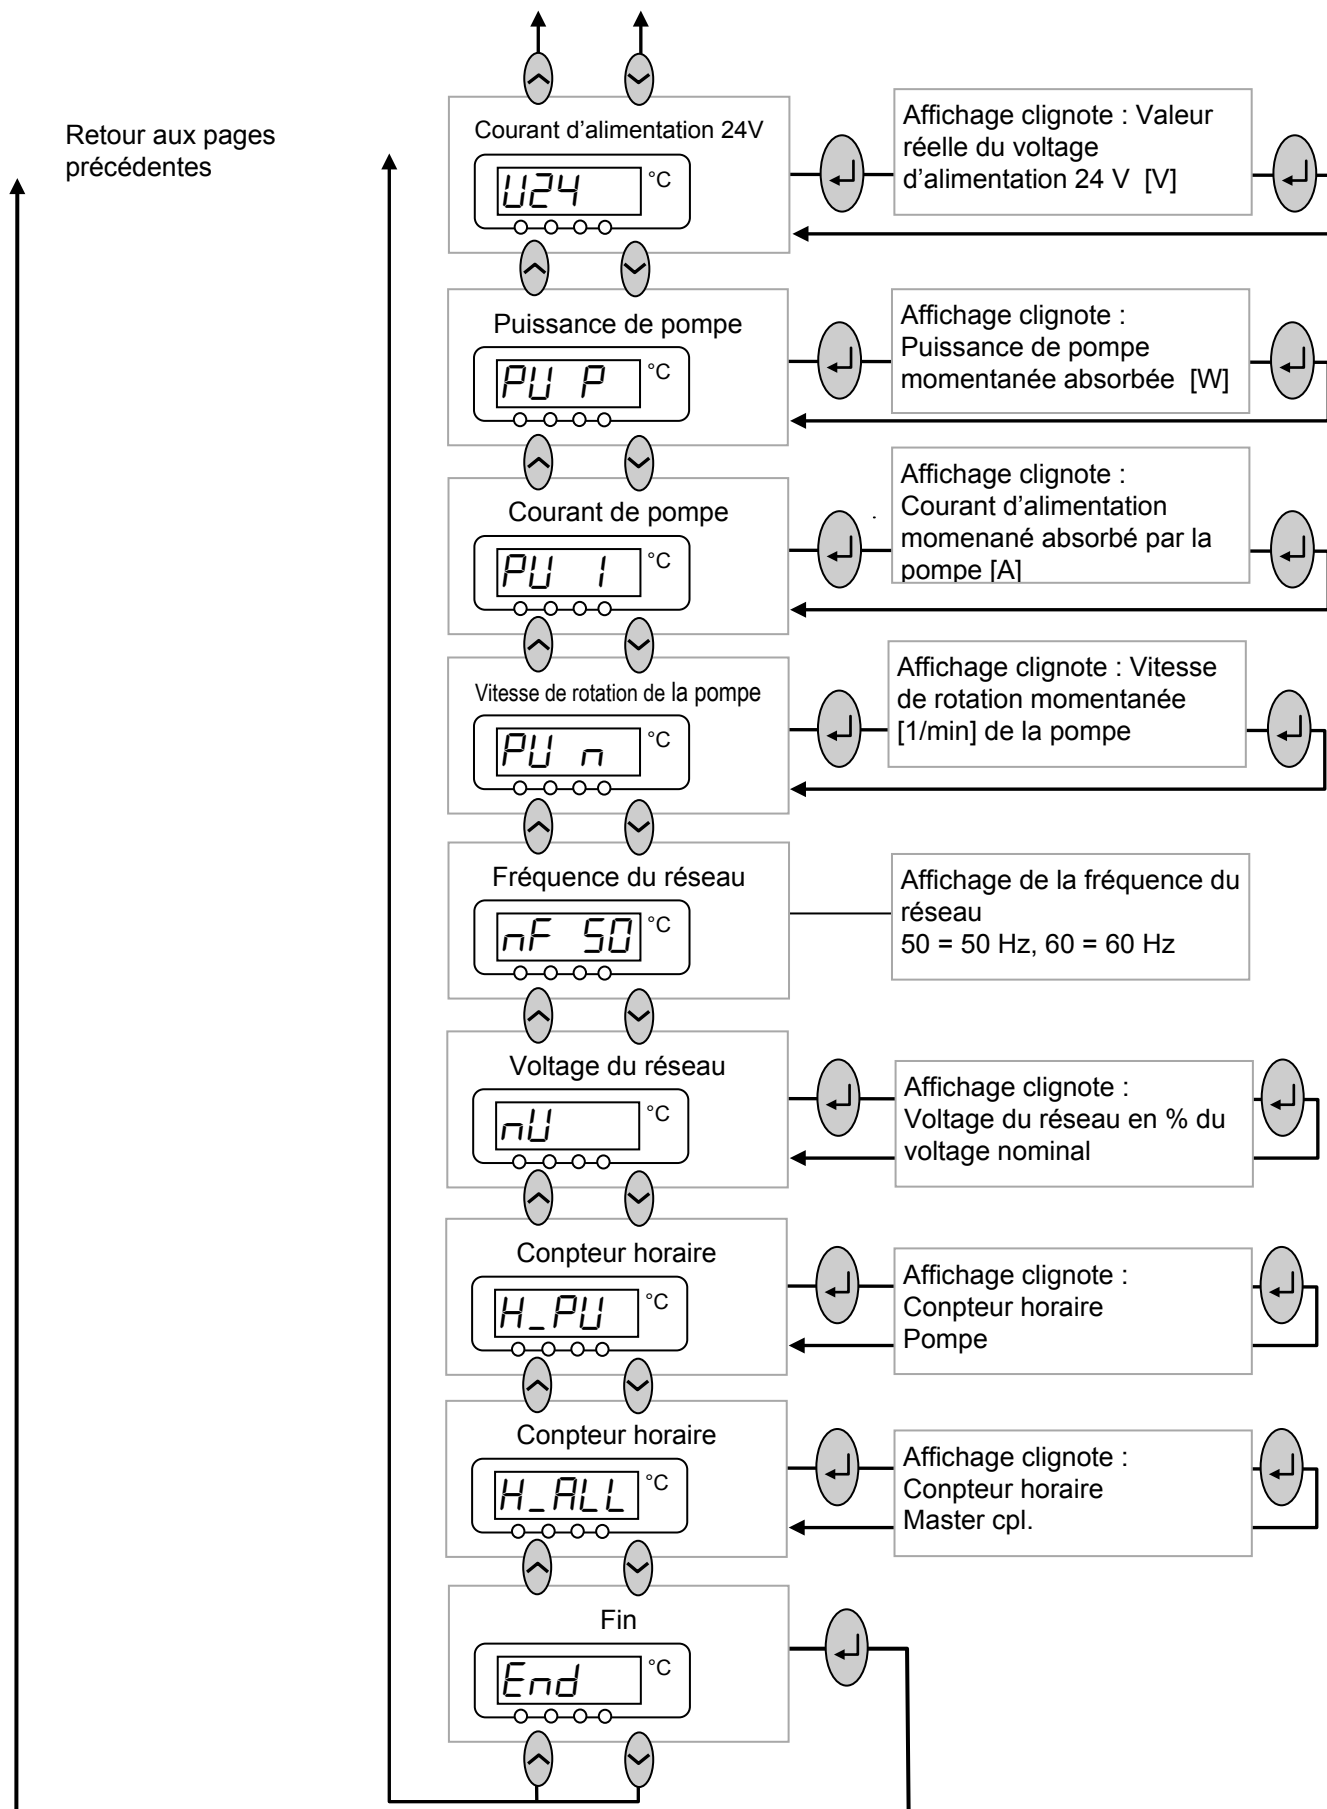 Retour aux pages
précédentes
Courant d'alimentation 24V
U24 °C
Affichage clignote : Valeur
réelle du voltage
d'alimentation 24 V [V]
Puissance de pompe
PU P °C
Affichage clignote :
Puissance de pompe
momentanée absorbée [W]
Courant de pompe
PU I °C
Affichage clignote :
Courant d'alimentation
momenané absorbé par la
pompe [A]
Vitesse de rotation de la pompe
PU n °C
Affichage clignote : Vitesse
de rotation momentanée
[1/min] de la pompe
Fréquence du réseau
nF 50 °C
Affichage de la fréquence du
réseau
50 = 50 Hz, 60 = 60 Hz
Voltage du réseau
nU °C
Affichage clignote :
Voltage du réseau en % du
voltage nominal
Conpteur horaire
H_PU °C
Affichage clignote :
Conpteur horaire
Pompe
Conpteur horaire
H_ALL °C
Affichage clignote :
Conpteur horaire
Master cpl.
Fin
End °C